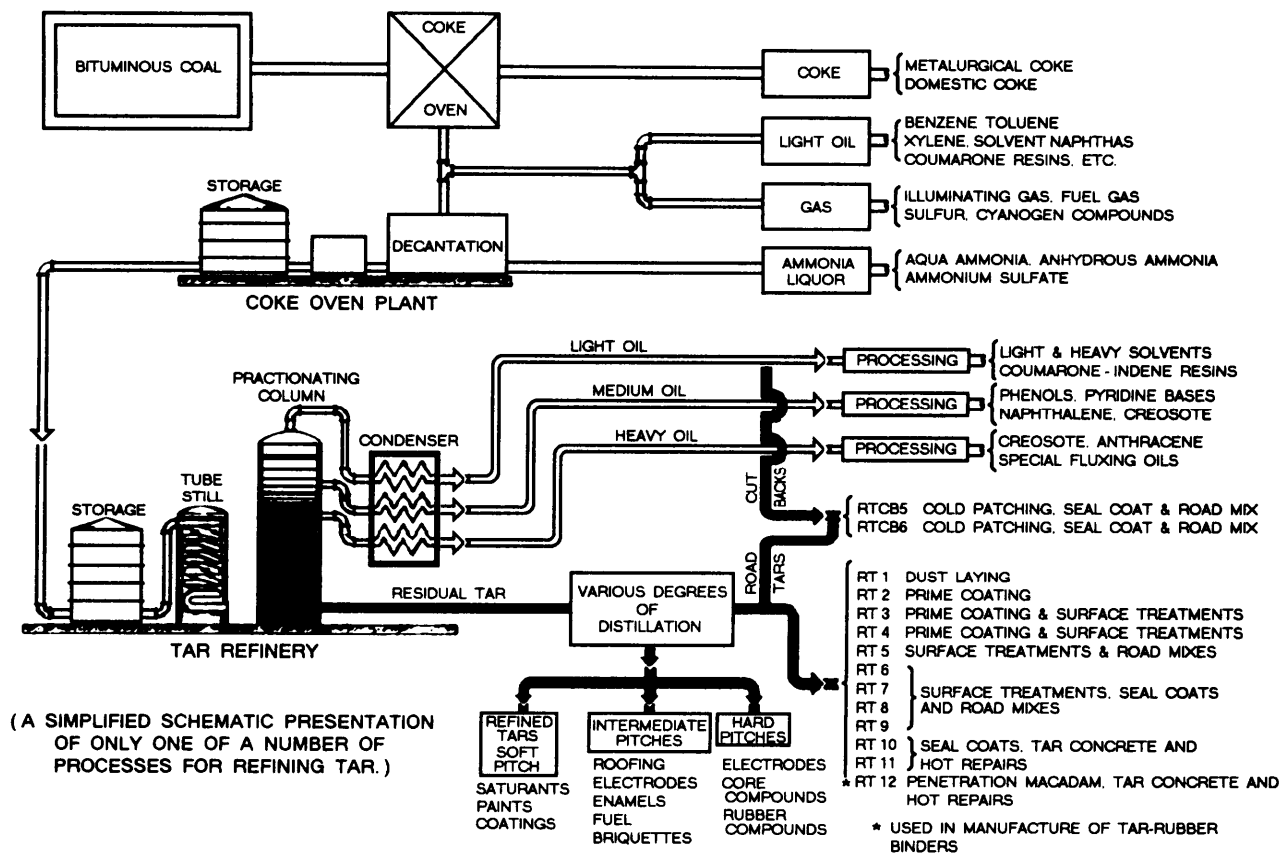 BITUMINOUS COAL
COKE
OVEN
COKE
METALURGICAL COKE
DOMESTIC COKE
LIGHT OIL
BENZENE TOLUENE
XYLENE, SOLVENT NAPHTHAS
COUMARONE RESINS, ETC.
GAS
ILLUMINATING GAS, FUEL GAS
SULFUR, CYANOGEN COMPOUNDS
STORAGE
DECANTATION
AMMONIA
LIQUOR
AQUA AMMONIA, ANHYDROUS AMMONIA
AMMONIUM SULFATE
COKE OVEN PLANT
LIGHT OIL
PROCESSING
LIGHT & HEAVY SOLVENTS
COUMARONE - INDENE RESINS
PRACTIONATING
COLUMN
MEDIUM OIL
PROCESSING
PHENOLS, PYRIDINE BASES
NAPHTHALENE, CREOSOTE
CONDENSER
HEAVY OIL
PROCESSING
CREOSOTE, ANTHRACENE
SPECIAL FLUXING OILS
CUT
BACKS
TUBE
STILL
STORAGE
RTCB5 COLD PATCHING, SEAL COAT & ROAD MIX
RTCB6 COLD PATCHING, SEAL COAT & ROAD MIX
ROAD
TARS
RESIDUAL TAR
VARIOUS DEGREES
OF
DISTILLATION
TAR REFINERY
RT 1 DUST LAYING
RT 2 PRIME COATING
RT 3 PRIME COATING & SURFACE TREATMENTS
RT 4 PRIME COATING & SURFACE TREATMENTS
RT 5 SURFACE TREATMENTS & ROAD MIXES
RT 6
RT 7
RT 8
RT 9
SURFACE TREATMENTS, SEAL COATS
AND ROAD MIXES
RT 10
RT 11
SEAL COATS, TAR CONCRETE AND
HOT REPAIRS
* RT 12 PENETRATION MACADAM, TAR CONCRETE AND
HOT REPAIRS
* USED IN MANUFACTURE OF TAR-RUBBER
BINDERS
(A SIMPLIFIED SCHEMATIC PRESENTATION
OF ONLY ONE OF A NUMBER OF
PROCESSES FOR REFINING TAR.)
REFINED
TARS
SOFT
PITCH
SATURANTS
PAINTS
COATINGS
INTERMEDIATE
PITCHES
ROOFING
ELECTRODES
ENAMELS
FUEL
BRIQUETTES
HARD
PITCHES
ELECTRODES
CORE
COMPOUNDS
RUBBER
COMPOUNDS